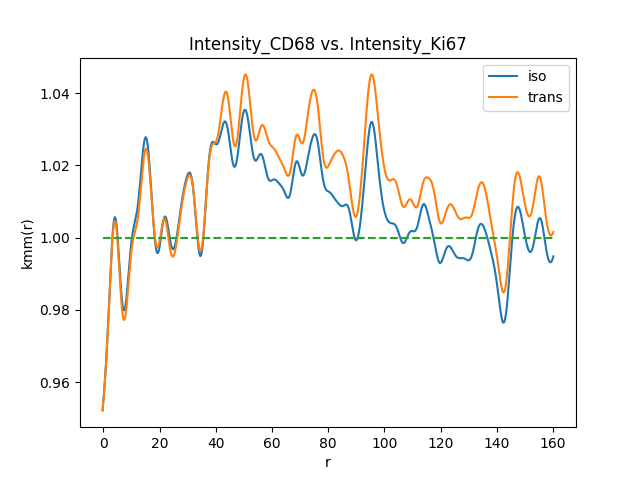 Intensity_CD68 vs. Intensity_Ki67
iso
trans
1.04
1.02
1.00
0.98
0.96
kmm(r)
0 20 40 60 80 100 120 140 160
r